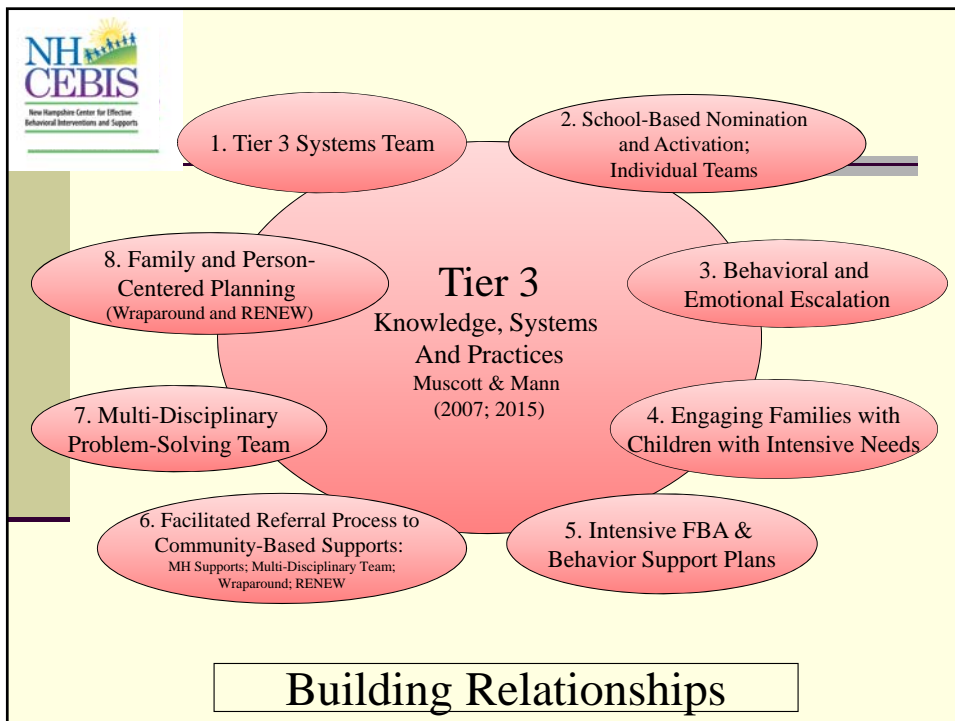 NH
CEBIS
New Hampshire Center for Effective
Behavioral Interventions and Supports
1. Tier 3 Systems Team
2. School-Based Nomination
and Activation;
Individual Teams
8. Family and Person-
Centered Planning
(Wraparound and RENEW)
Tier 3
Knowledge, Systems
And Practices
Muscott & Mann
(2007; 2015)
3. Behavioral and
Emotional Escalation
7. Multi-Disciplinary
Problem-Solving Team
4. Engaging Families with
Children with Intensive Needs
6. Facilitated Referral Process to
Community-Based Supports:
MH Supports; Multi-Disciplinary Team;
Wraparound; RENEW
5. Intensive FBA &
Behavior Support Plans
Building Relationships